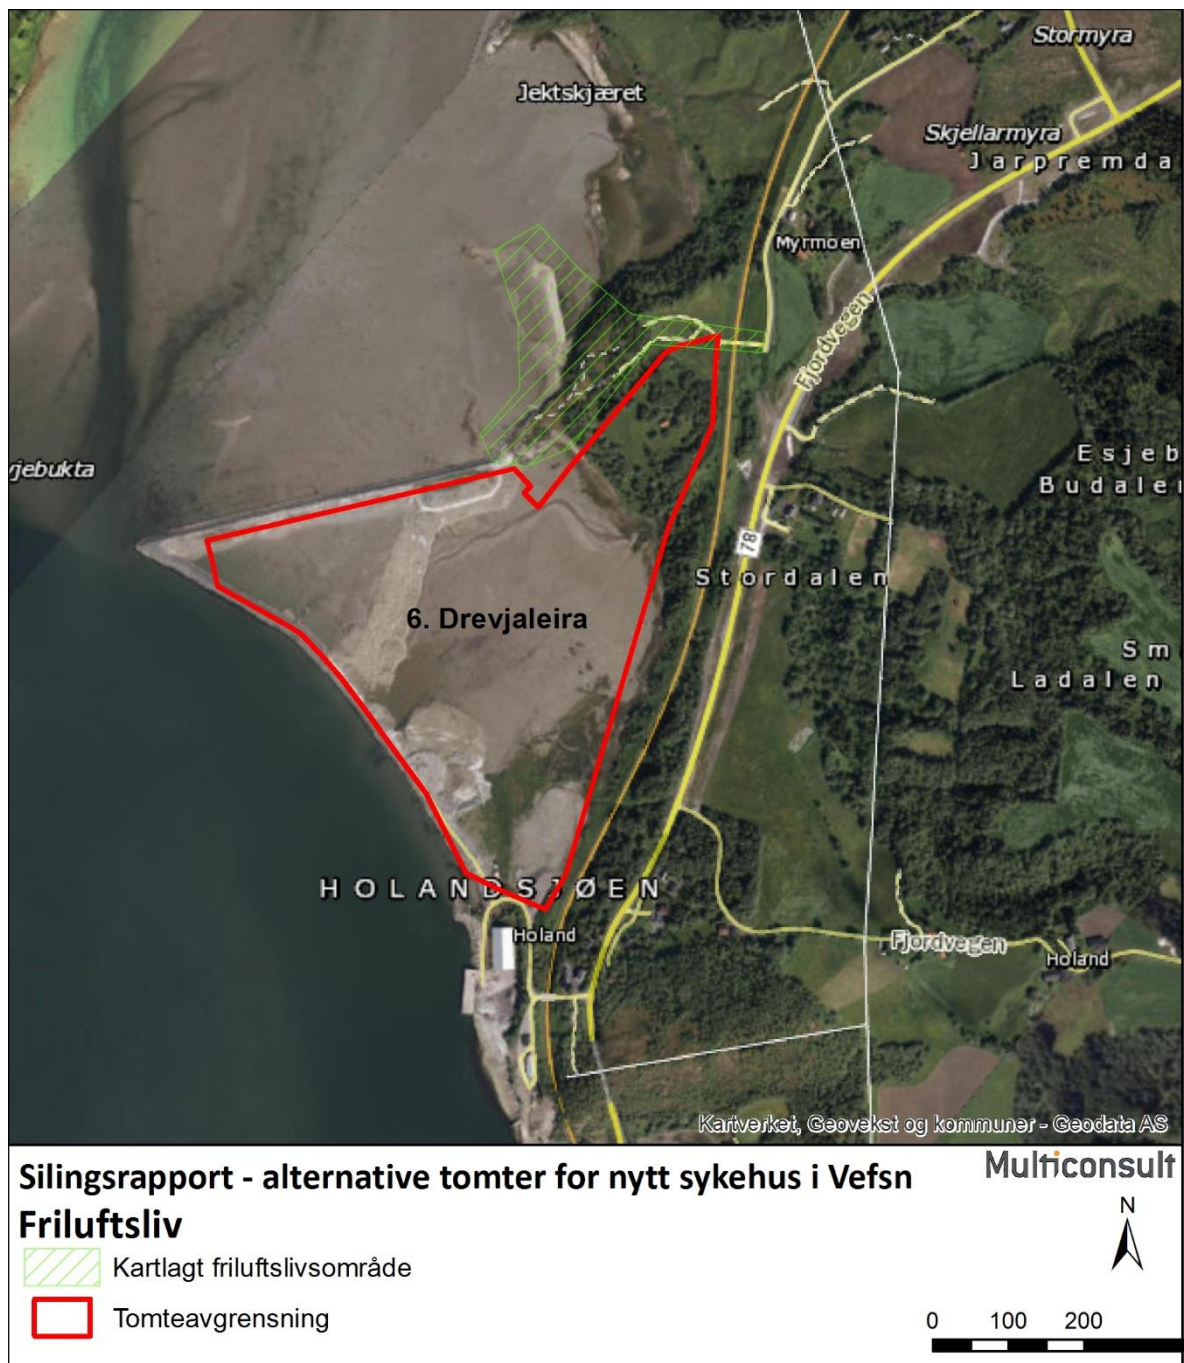 Stormyra
Jektskjæret
Skjellarmyra
Jarpremda
Myrmoen
Fjordvegen
Esjeb
Budaler
vjebukta
78
Stordalen
6. Drevjaleira
Sm
Ladalen
HOLANDSJØEN
Holand
Fjordvegen
Holand
Kartverket, Geovekst og kommuner - Geodata AS
Silingsrapport - alternative tomter for nytt sykehus i Vefsn
Multiconsult
Friluftsliv
N
Kartlagt friluftslivsområde
Tomteavgrensning
0 100 200